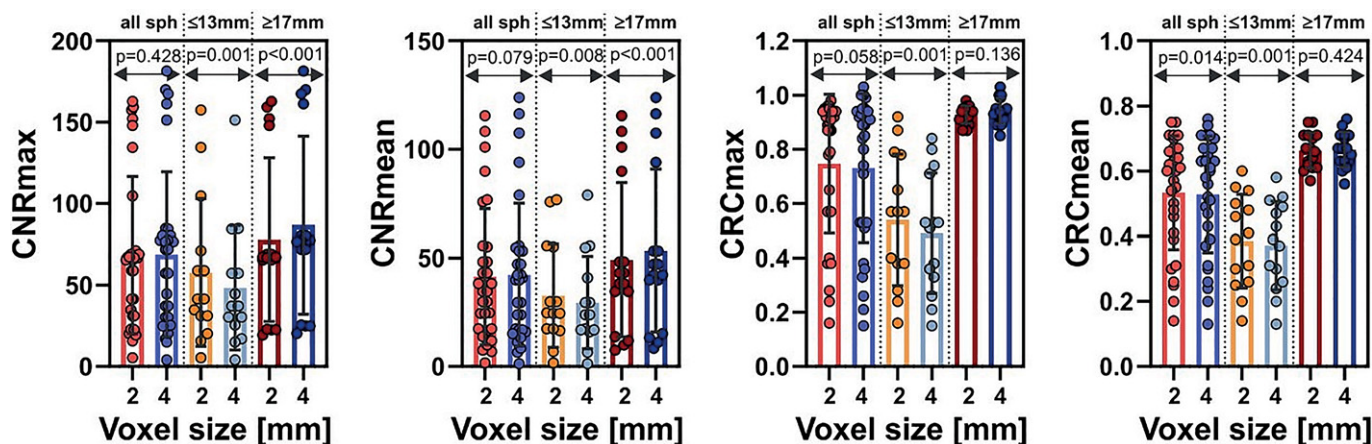 all sph ≤13mm ≥17mm
p=0.428 p=0.001 p<0.001
CNRmax
200
150
100
50
0
2 4 2 4 2 4
Voxel size [mm]
all sph ≤13mm ≥17mm
p=0.079 p=0.008 p<0.001
CNRmean
150
100
50
0
2 4 2 4 2 4
Voxel size [mm]
all sph ≤13mm ≥17mm
p=0.058 p=0.001 p=0.136
CRCmax
1.2
1.0
0.8
0.6
0.4
0.2
0.0
2 4 2 4 2 4
Voxel size [mm]
all sph ≤13mm ≥17mm
p=0.014 p=0.001 p=0.424
CRCmean
1.0
0.8
0.6
0.4
0.2
0.0
2 4 2 4 2 4
Voxel size [mm]